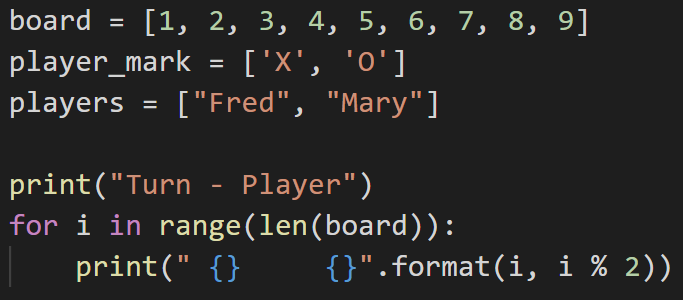 board = [1, 2, 3, 4, 5, 6, 7, 8, 9]
player_mark = ['X', 'O']
players = ["Fred", "Mary"]

print("Turn - Player")
for i in range(len(board)):
    print(" {}     {}".format(i, i % 2))